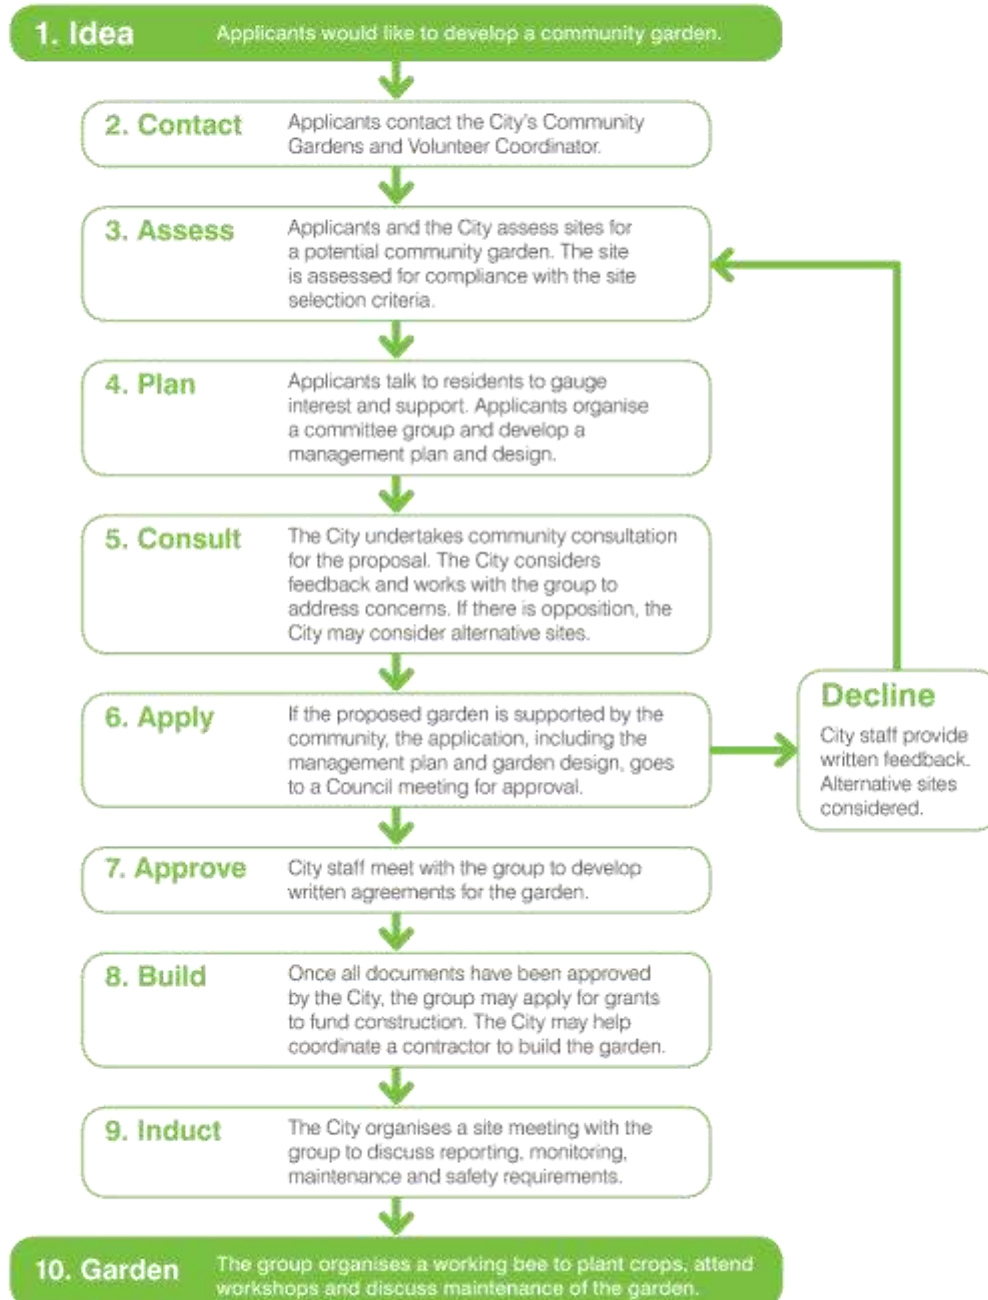 1. Idea
Applicants would like to develop a community garden.
2. Contact
Applicants contact the City's Community
Gardens and Volunteer Coordinator.
3. Assess
Applicants and the City assess sites for
a potential community garden. The site
is assessed for compliance with the site
selection criteria.
4. Plan
Applicants talk to residents to gauge
interest and support. Applicants organise
a committee group and develop a
management plan and design.
5. Consult
The City undertakes community consultation
for the proposal. The City considers
feedback and works with the group to
address concerns. If there is opposition, the
City may consider alternative sites.
6. Apply
If the proposed garden is supported by the
community, the application, including the
management plan and garden design, goes
to a Council meeting for approval.
Decline
City staff provide
written feedback.
Alternative sites
considered.
7. Approve
City staff meet with the group to develop
written agreements for the garden.
8. Build
Once all documents have been approved
by the City, the group may apply for grants
to fund construction. The City may help
coordinate a contractor to build the garden.
9. Induct
The City organises a site meeting with the
group to discuss reporting, monitoring,
maintenance and safety requirements.
10. Garden
The group organises a working bee to plant crops, attend
workshops and discuss maintenance of the garden.